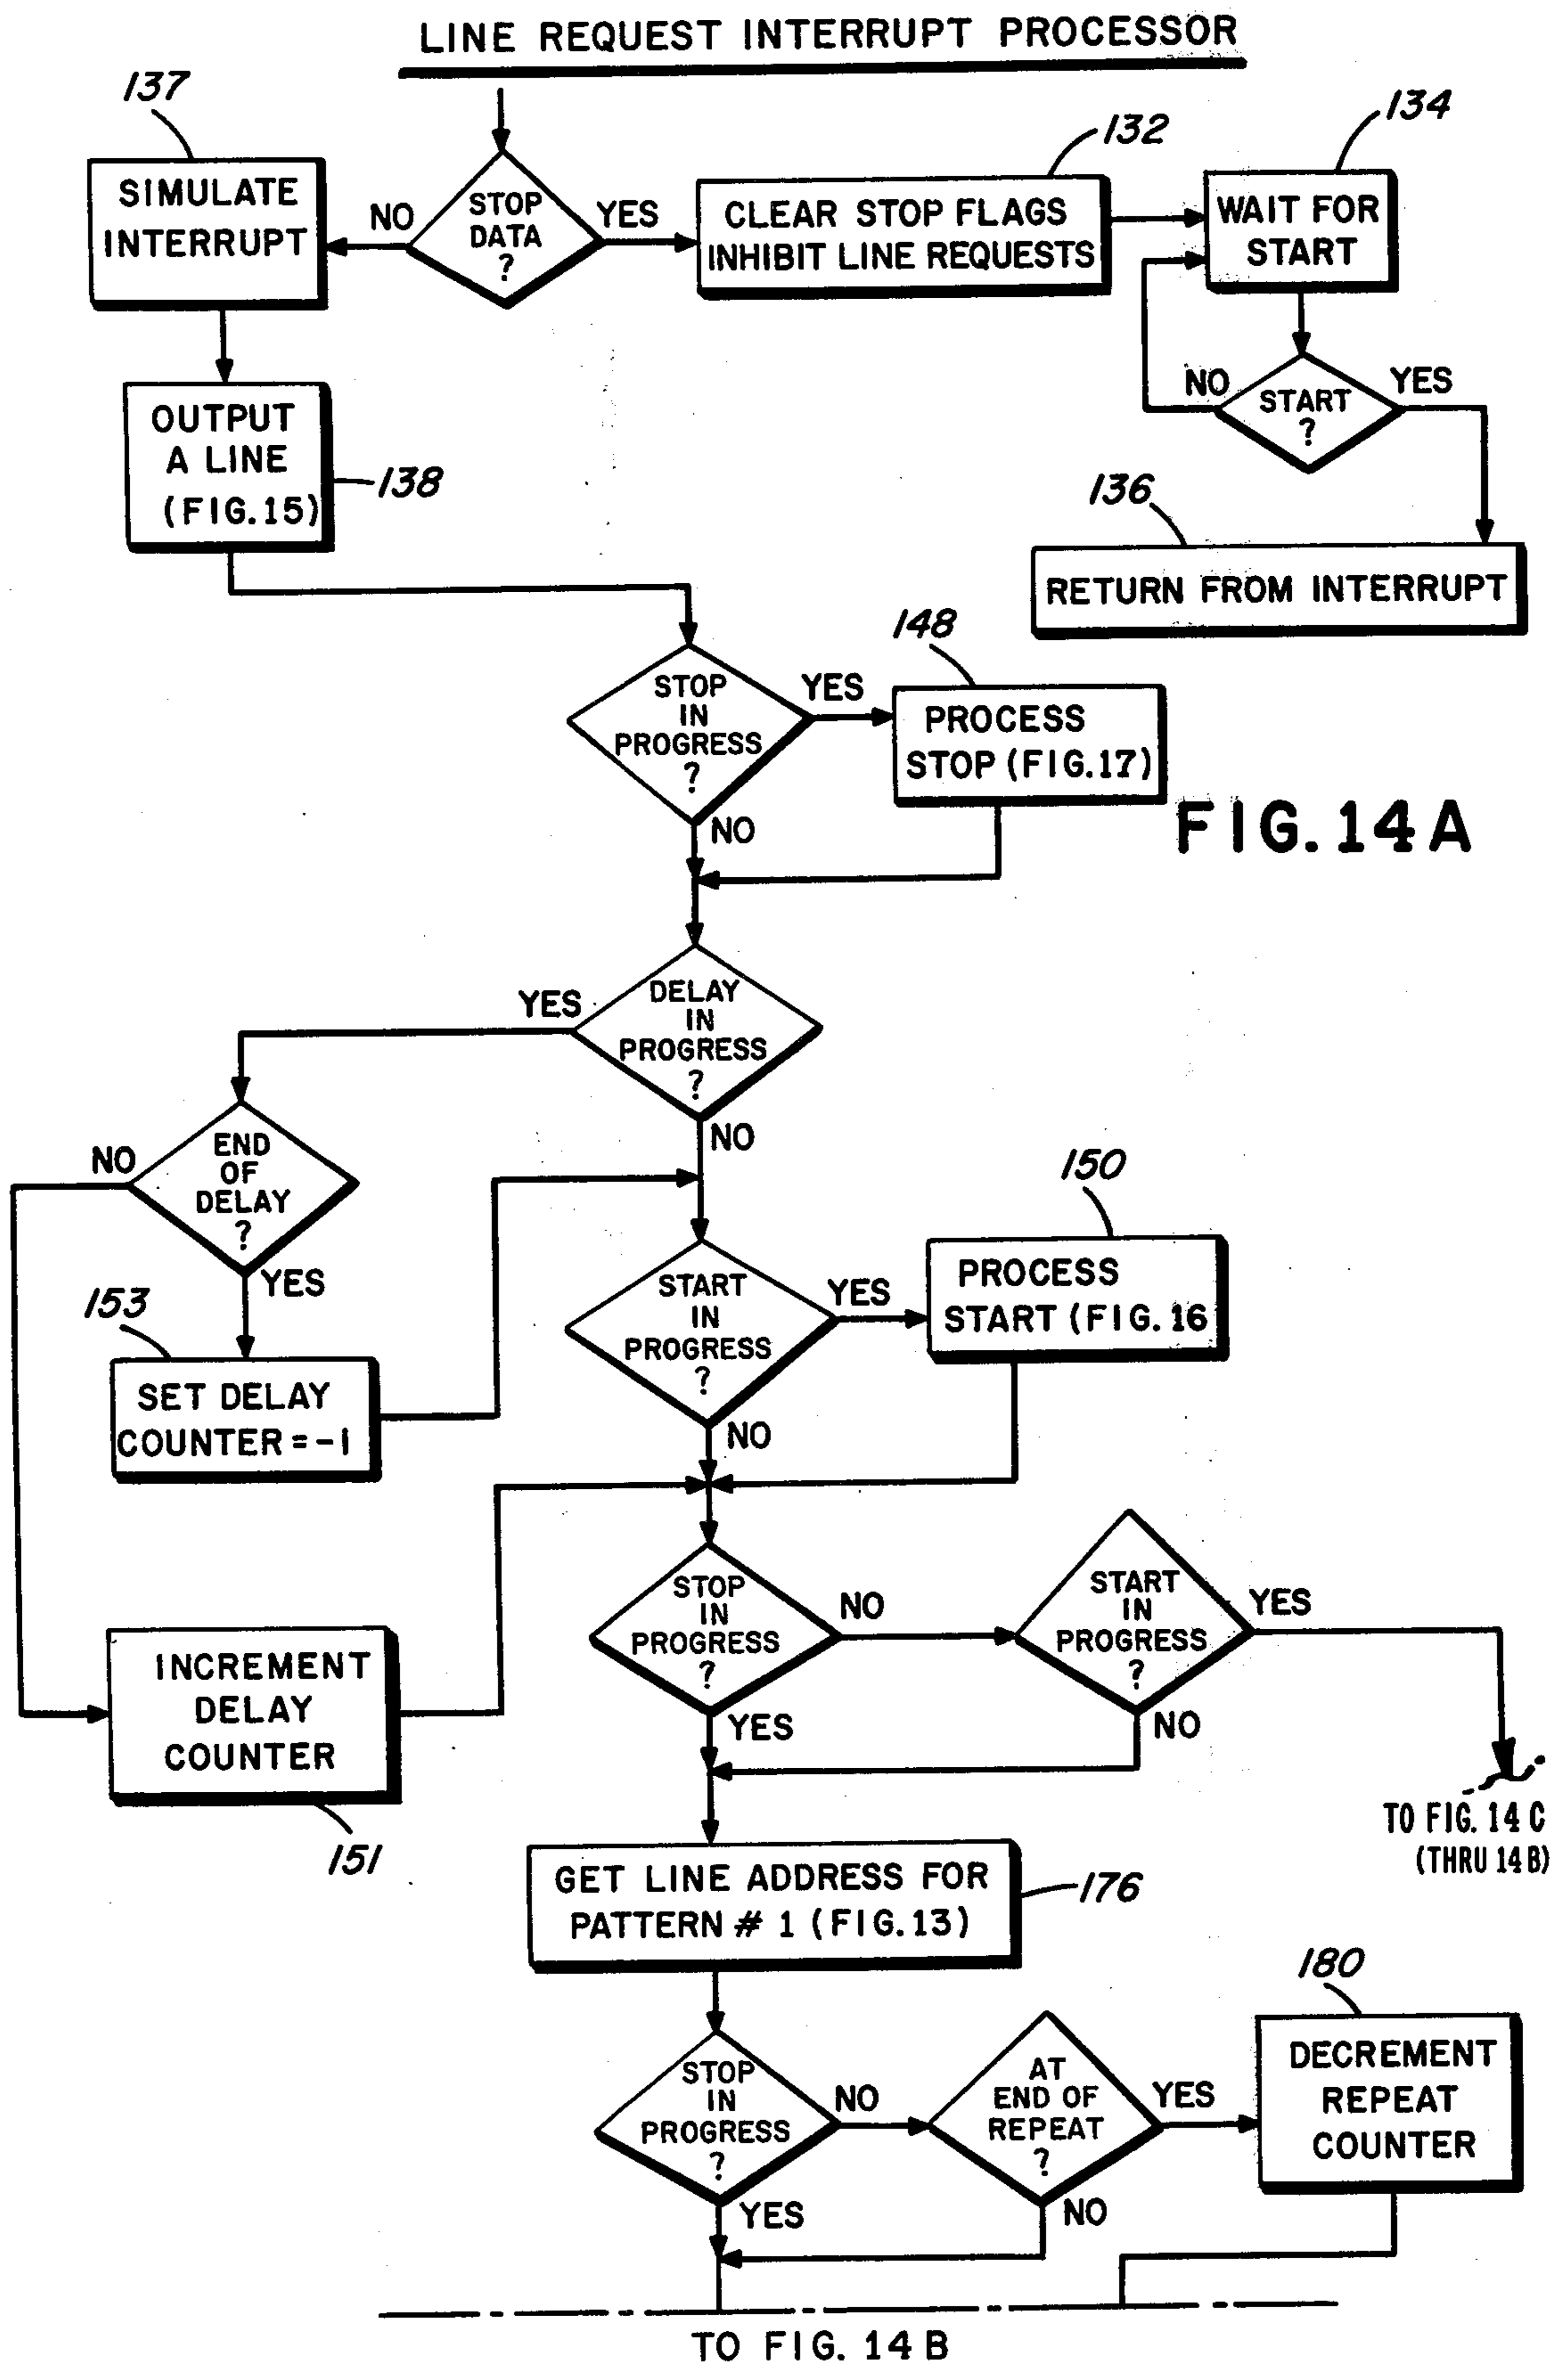 LINE REQUEST INTERRUPT PROCESSOR
137
132
134
SIMULATE
INTERRUPT
NO
STOP
DATA
?
YES
CLEAR STOP FLAGS
INHIBIT LINE REQUESTS
WAIT FOR
START
OUTPUT
A LINE
(FIG.15)
138
NO
START
?
YES
136
RETURN FROM INTERRUPT
STOP
IN
PROGRESS
?
YES
NO
148
PROCESS
STOP (FIG.17)
FIG. 14A
DELAY
IN
PROGRESS
?
YES
NO
END
OF
DELAY
?
NO
YES
153
SET DELAY
COUNTER = -1
START
IN
PROGRESS
?
YES
NO
150
PROCESS
START (FIG. 16
STOP
IN
PROGRESS
?
NO
YES
START
IN
PROGRESS
?
YES
NO
INCREMENT
DELAY
COUNTER
151
TO FIG. 14 C
(THRU 14 B)
GET LINE ADDRESS FOR
PATTERN # 1 (FIG.13)
176
STOP
IN
PROGRESS
?
NO
YES
AT
END OF
REPEAT
?
YES
NO
180
DECREMENT
REPEAT
COUNTER
TO FIG. 14 B